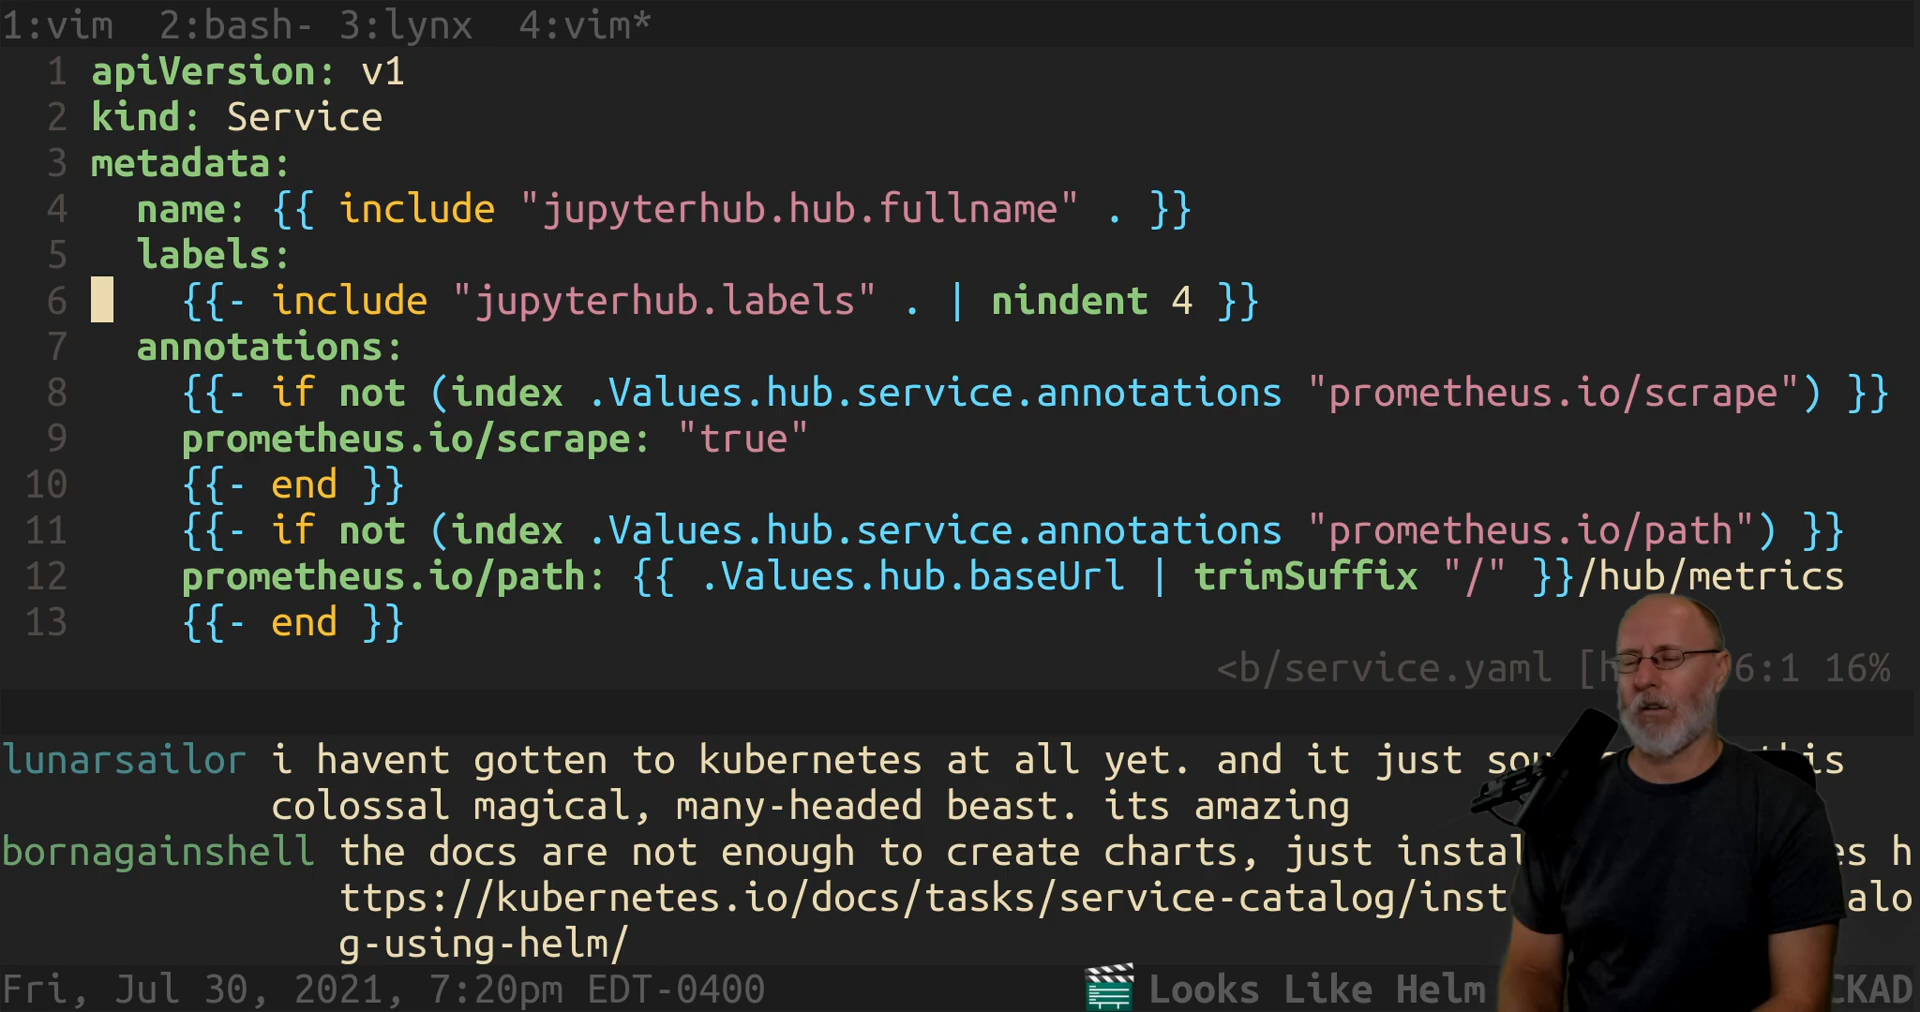 1:vim 2:bash- 3:lynx 4:vim*
1 apiVersion: v1
2 kind: Service
3 metadata:
4 name: {{ include "jupyterhub.hub.fullname" . }}
5 labels:
6 {{- include "jupyterhub.labels" . | nindent 4 }}
7 annotations:
8 {{- if not (index .Values.hub.service.annotations "prometheus.io/scrape") }}
9 prometheus.io/scrape: "true"
10 {{- end }}
11 {{- if not (index .Values.hub.service.annotations "prometheus.io/path") }}
12 prometheus.io/path: {{ .Values.hub.baseUrl | trimSuffix "/" }}/hub/metrics
13 {{- end }}
<b/service.yaml 6:1 16%
lunarsailor i havent gotten to kubernetes at all yet. and it just
colossal magical, many-headed beast. its amazing
bornagainshell the docs are not enough to create charts, just h
ttps://kubernetes.io/docs/tasks/service-catalog/inst alo
g-using-helm/
Fri, Jul 30, 2021, 7:20pm EDT-0400 Looks Like Helm CKAD